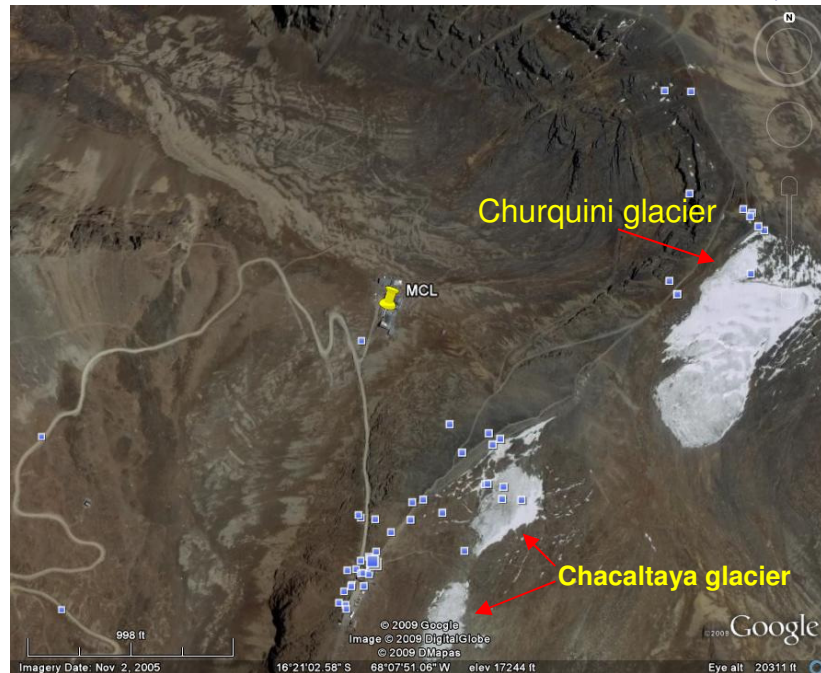 N
Churquini glacier
MCL
Chacaltaya glacier
998 ft
© 2009 Google
Image © 2009 DigitalGlobe
© 2009 DMapas
©2009 Google
Imagery Date: Nov. 2, 2005 16°21'02.58" S 68°07'51.06" W elev 17244 ft Eye alt 20311 ft